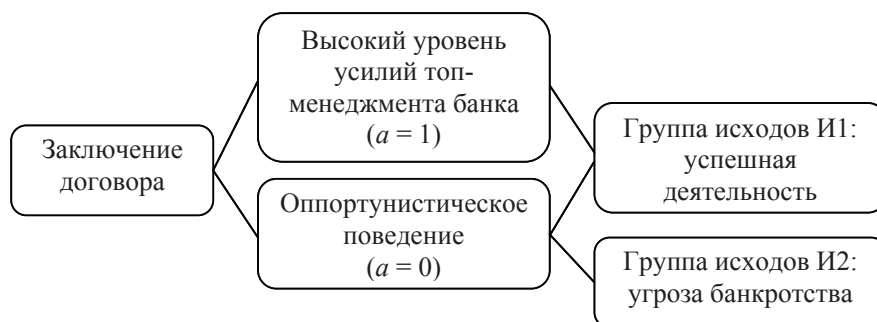 Заключение
договора
Высокий уровень
усилий топ-
менеджмента банка
(a = 1)
Оппортунистическое
поведение
(a = 0)
Группа исходов И1:
успешная
деятельность
Группа исходов И2:
угроза банкротства